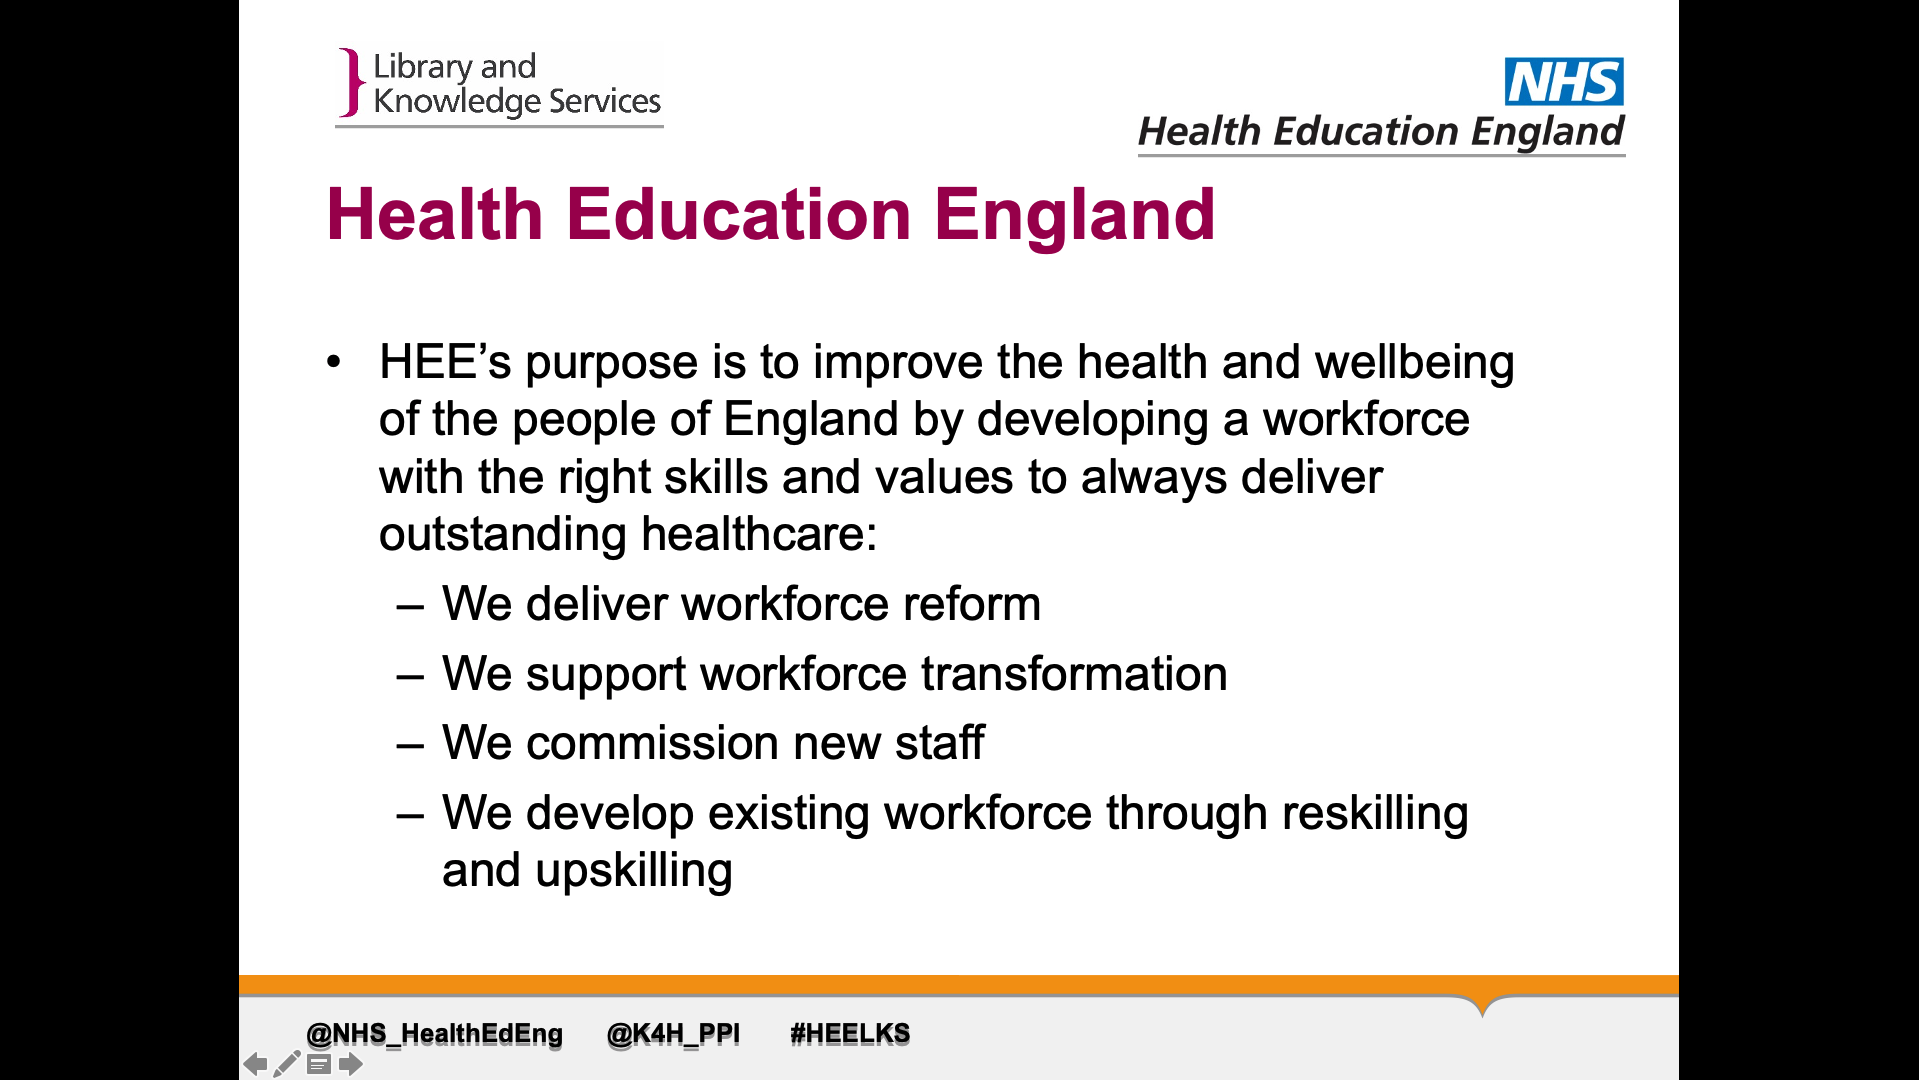 Library and
Knowledge Services
NHS
Health Education England
Health Education England
• HEE’s purpose is to improve the health and wellbeing
of the people of England by developing a workforce
with the right skills and values to always deliver
outstanding healthcare:
– We deliver workforce reform
– We support workforce transformation
– We commission new staff
– We develop existing workforce through reskilling
and upskilling
@NHS_HealthEdEng @K4H_PPI #HEELKS